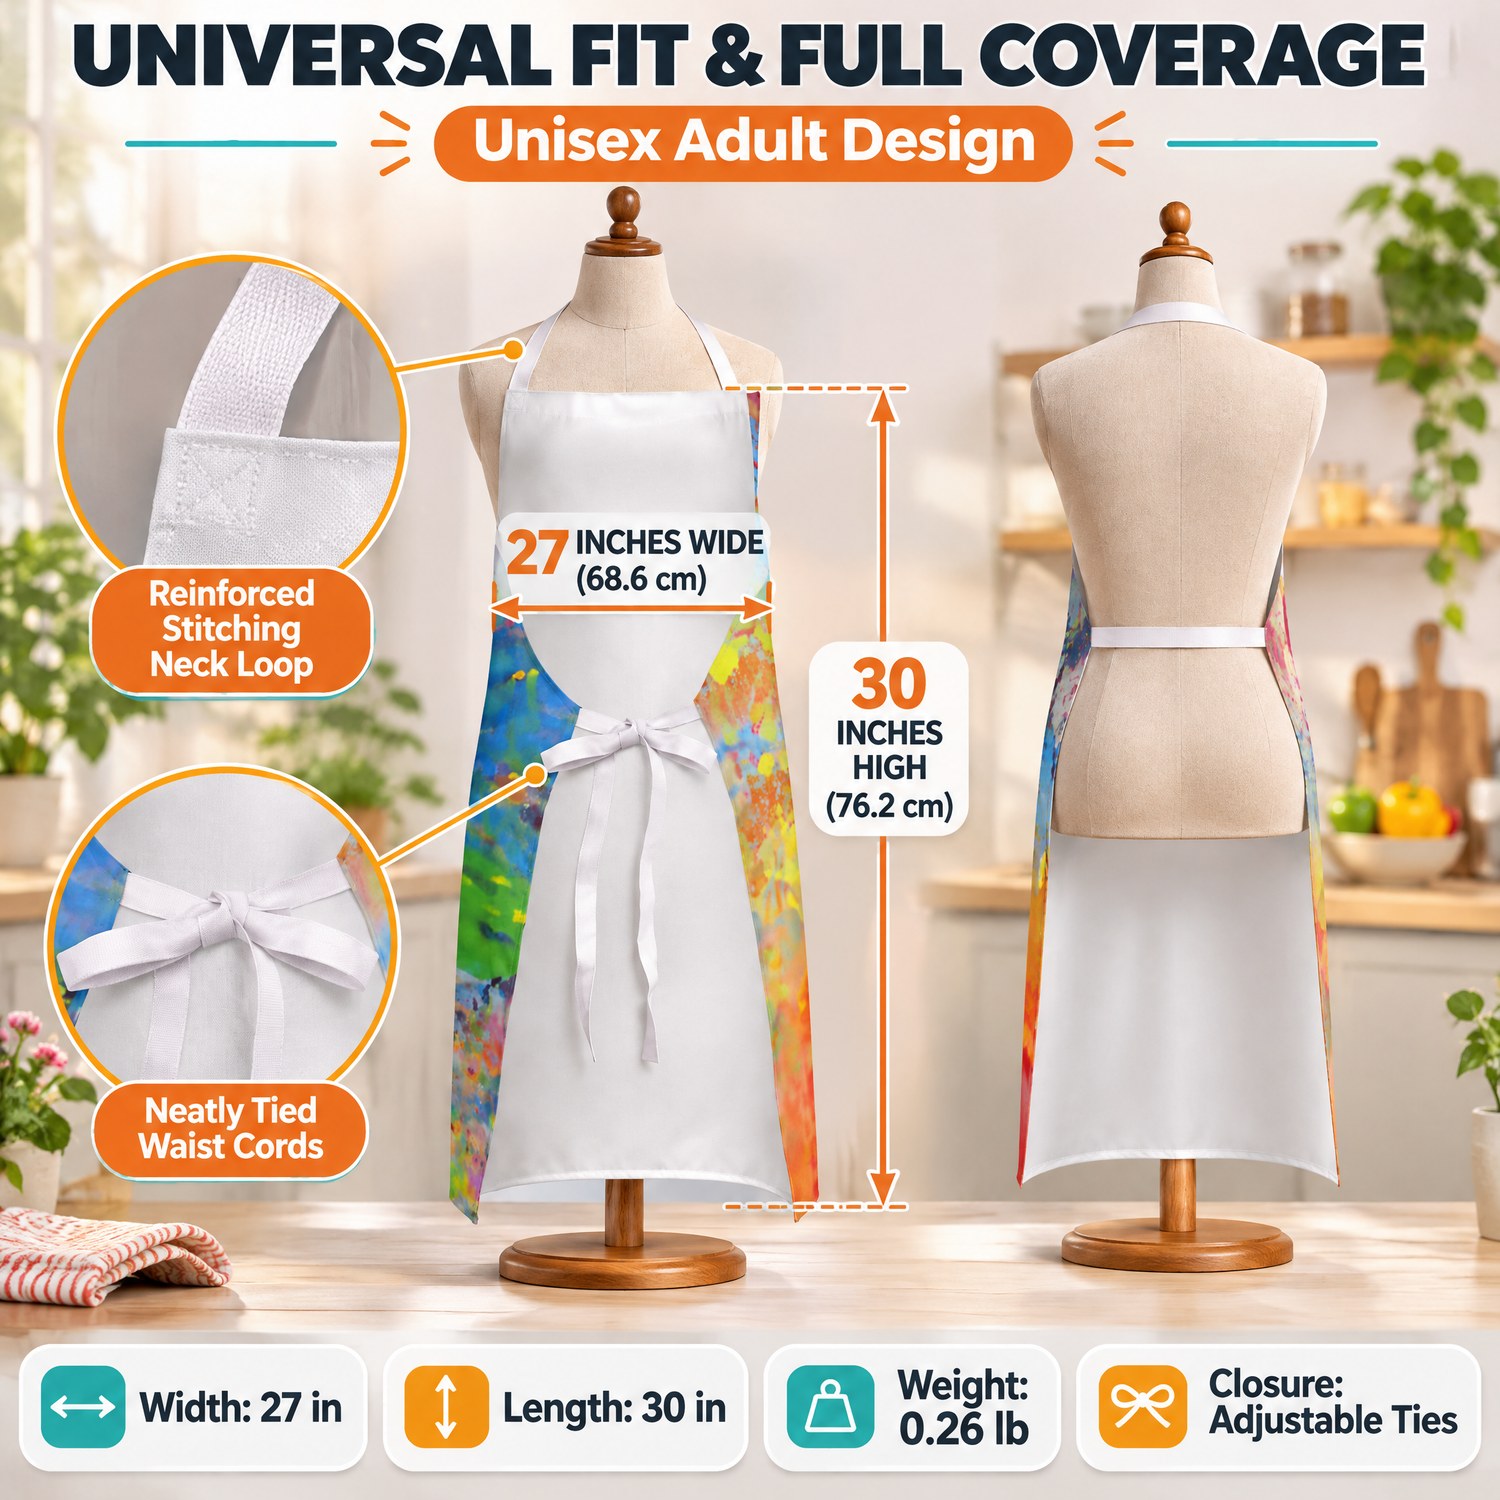 UNIVERSAL FIT & FULL COVERAGE
Unisex Adult Design
27 INCHES WIDE
(68.6 cm)
30
INCHES
HIGH
(76.2 cm)
Reinforced
Stitching
Neck Loop
Neatly Tied
Waist Cords
Width: 27 in
Length: 30 in
Weight:
0.26 lb
Closure:
Adjustable Ties